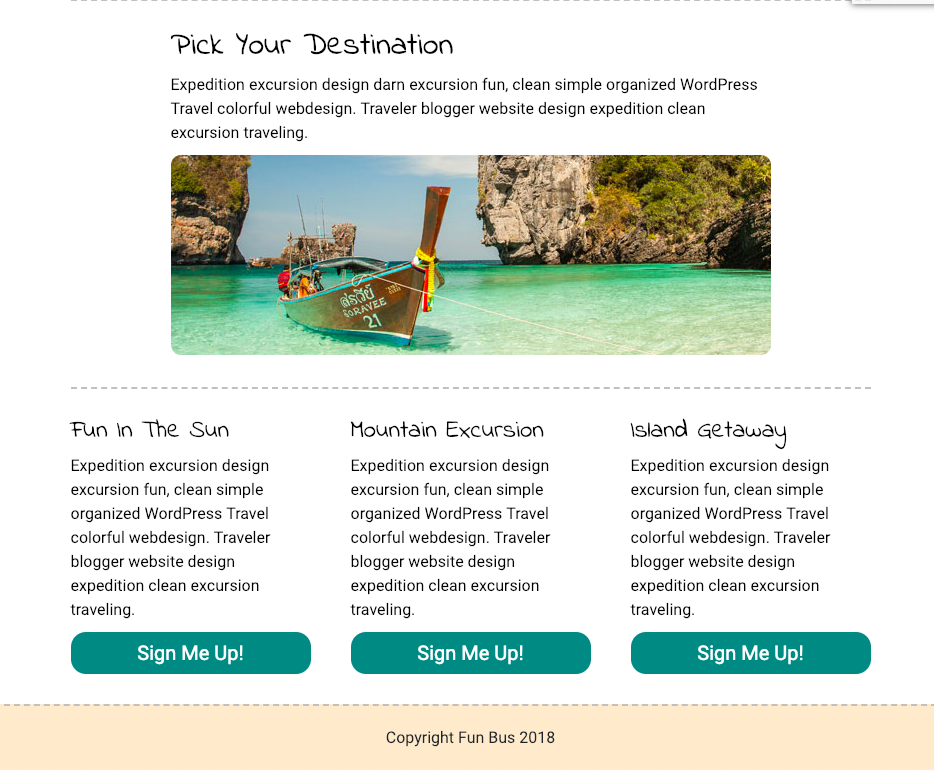 Pick Your Destination
Expedition excursion design darn excursion fun, clean simple organized WordPress
Travel colorful webdesign. Traveler blogger website design expedition clean
excursion traveling.
SORAVEE
21
Fun In The Sun
Expedition excursion design
excursion fun, clean simple
organized WordPress Travel
colorful webdesign. Traveler
blogger website design
expedition clean excursion
traveling.
Sign Me Up!
Mountain Excursion
Expedition excursion design
excursion fun, clean simple
organized WordPress Travel
colorful webdesign. Traveler
blogger website design
expedition clean excursion
traveling.
Sign Me Up!
Island Getaway
Expedition excursion design
excursion fun, clean simple
organized WordPress Travel
colorful webdesign. Traveler
blogger website design
expedition clean excursion
traveling.
Sign Me Up!
Copyright Fun Bus 2018